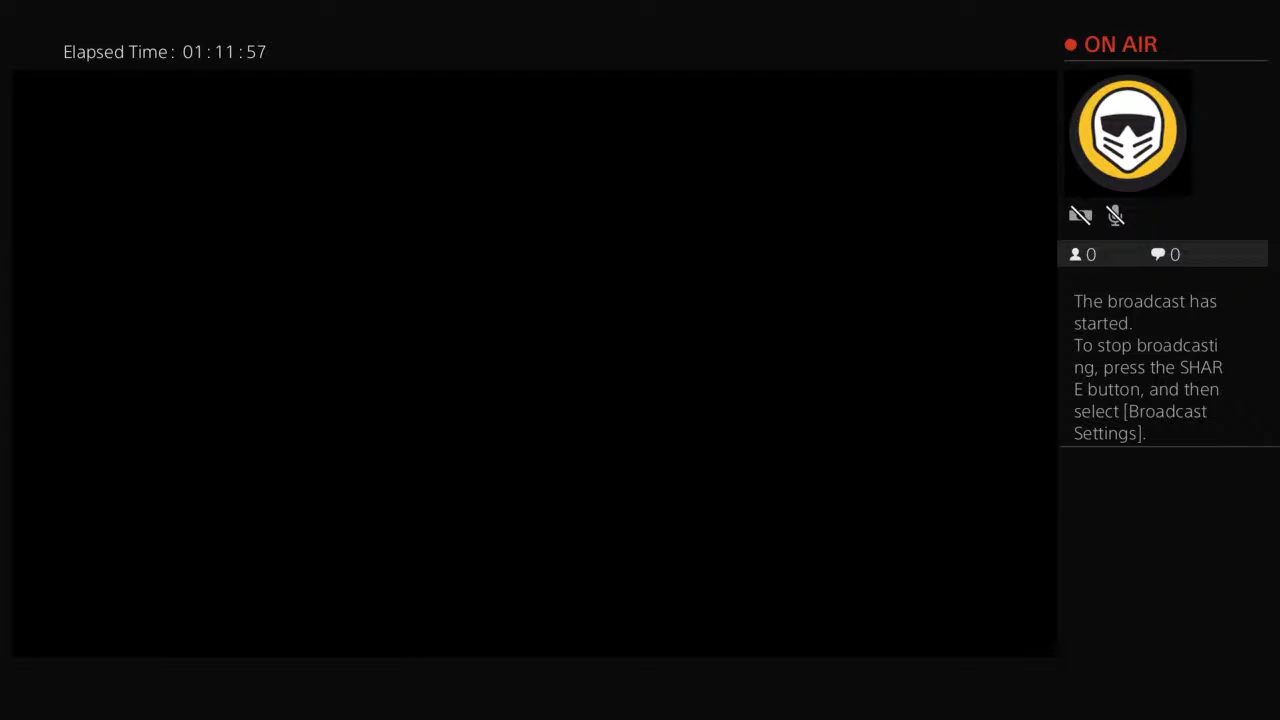 Elapsed Time: 01:11:57
ON AIR
0 0
The broadcast has
started.
To stop broadcasti
ng, press the SHAR
E button, and then
select [Broadcast
Settings].